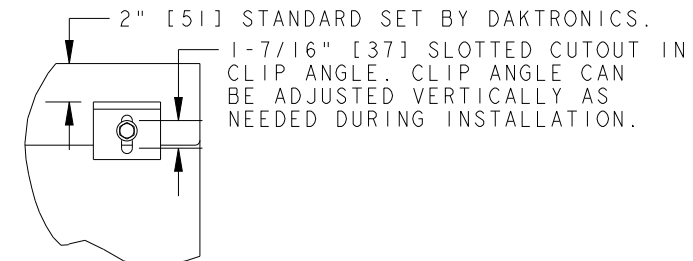 2" [51] STANDARD SET BY DAKTRONICS.
1-7/16" [37] SLOTTED CUTOUT IN
CLIP ANGLE. CLIP ANGLE CAN
BE ADJUSTED VERTICALLY AS
NEEDED DURING INSTALLATION.